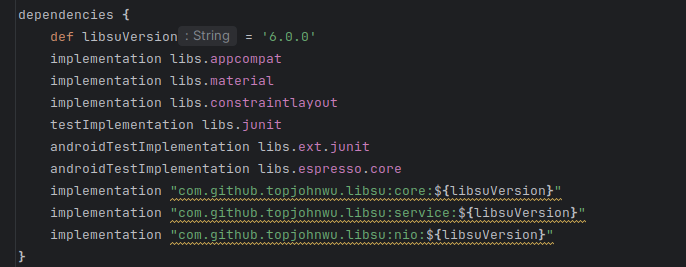 dependencies {
def libsuVersion : String = '6.0.0'
implementation libs.appcompat
implementation libs.material
implementation libs.constraintlayout
testImplementation libs.junit
androidTestImplementation libs.ext.junit
androidTestImplementation libs.espresso.core
implementation "com.github.topjohnwu.libsu:core:${libsuVersion}"
implementation "com.github.topjohnwu.libsu:service:${libsuVersion}"
implementation "com.github.topjohnwu.libsu:nio:${libsuVersion}"
}